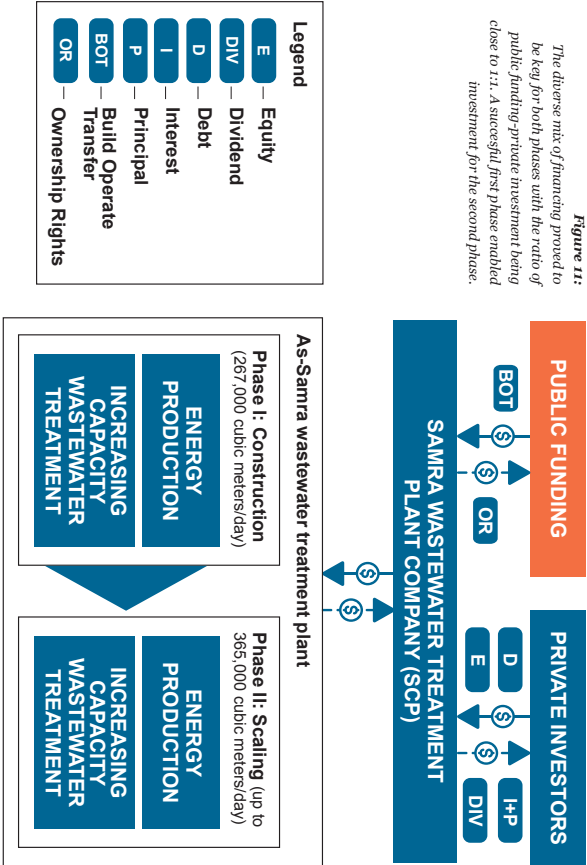 Figure 11:
The diverse mix of financing proved to
be key for both phases with the ratio of
public funding-private investment being
close to 1:1. A succesful first phase enabled
investment for the second phase.
Legend
E — Equity
DIV — Dividend
D — Debt
I — Interest
P — Principal
BOT — Build Operate
Transfer
OR — Ownership Rights
PUBLIC FUNDING
PRIVATE INVESTORS
BOT
$
$
OR
D
E
$
$
I+P
DIV
SAMRA WASTEWATER TREATMENT
PLANT COMPANY (SCP)
$
$
As-Samra wastewater treatment plant
Phase I: Construction
(267,000 cubic meters/day)
ENERGY
PRODUCTION
INCREASING
CAPACITY
WASTEWATER
TREATMENT
Phase II: Scaling (up to
365,000 cubic meters/day)
ENERGY
PRODUCTION
INCREASING
CAPACITY
WASTEWATER
TREATMENT